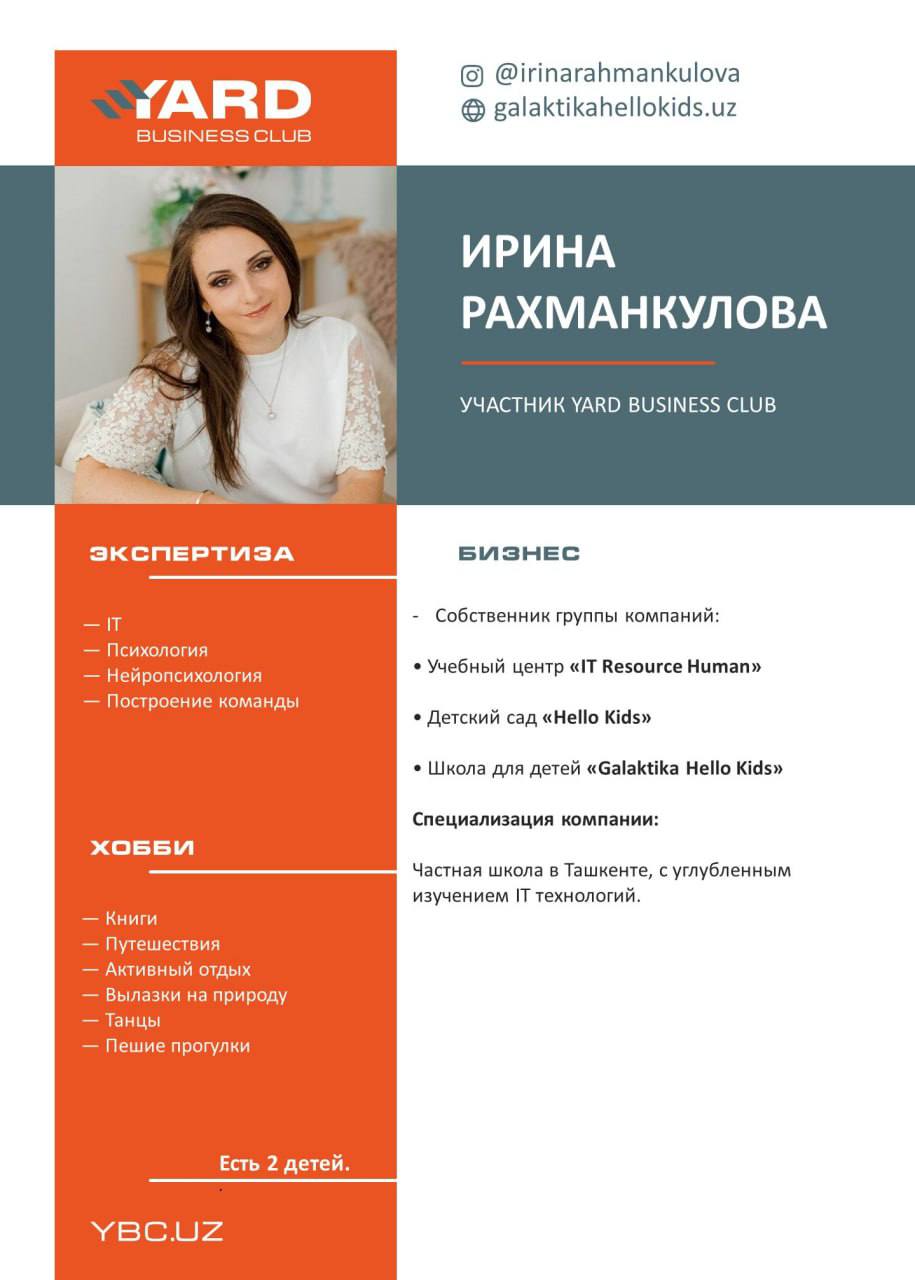 YARD
BUSINESS CLUB
@irinarahmankulova
galaktikahellokids.uz
ИРИНА
РАХМАНКУЛОВА
УЧАСТНИК YARD BUSINESS CLUB
ЭКСПЕРТИЗА
— IT
— Психология
— Нейропсихология
— Построение команды
ХОББИ
— Книги
— Путешествия
— Активный отдых
— Вылазки на природу
— Танцы
— Пешие прогулки
Есть 2 детей.
.
YBC.UZ
БИЗНЕС
- Собственник группы компаний:
• Учебный центр «IT Resource Human»
• Детский сад «Hello Kids»
• Школа для детей «Galaktika Hello Kids»
Специализация компании:
Частная школа в Ташкенте, с углубленным
изучением IT технологий.